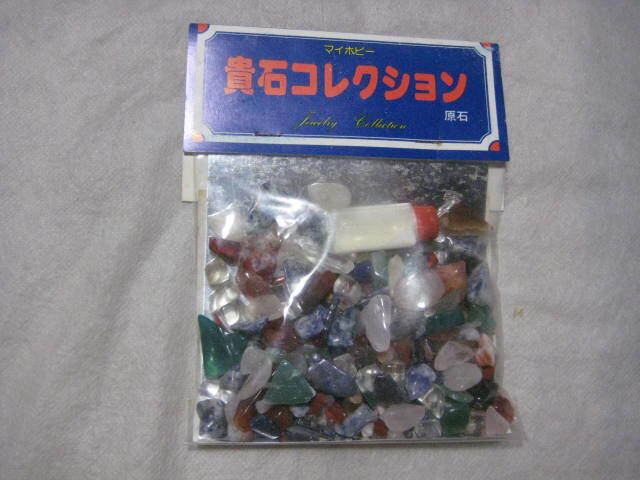 マイホビー
貴石コレクション
原石
Jewelry Collection